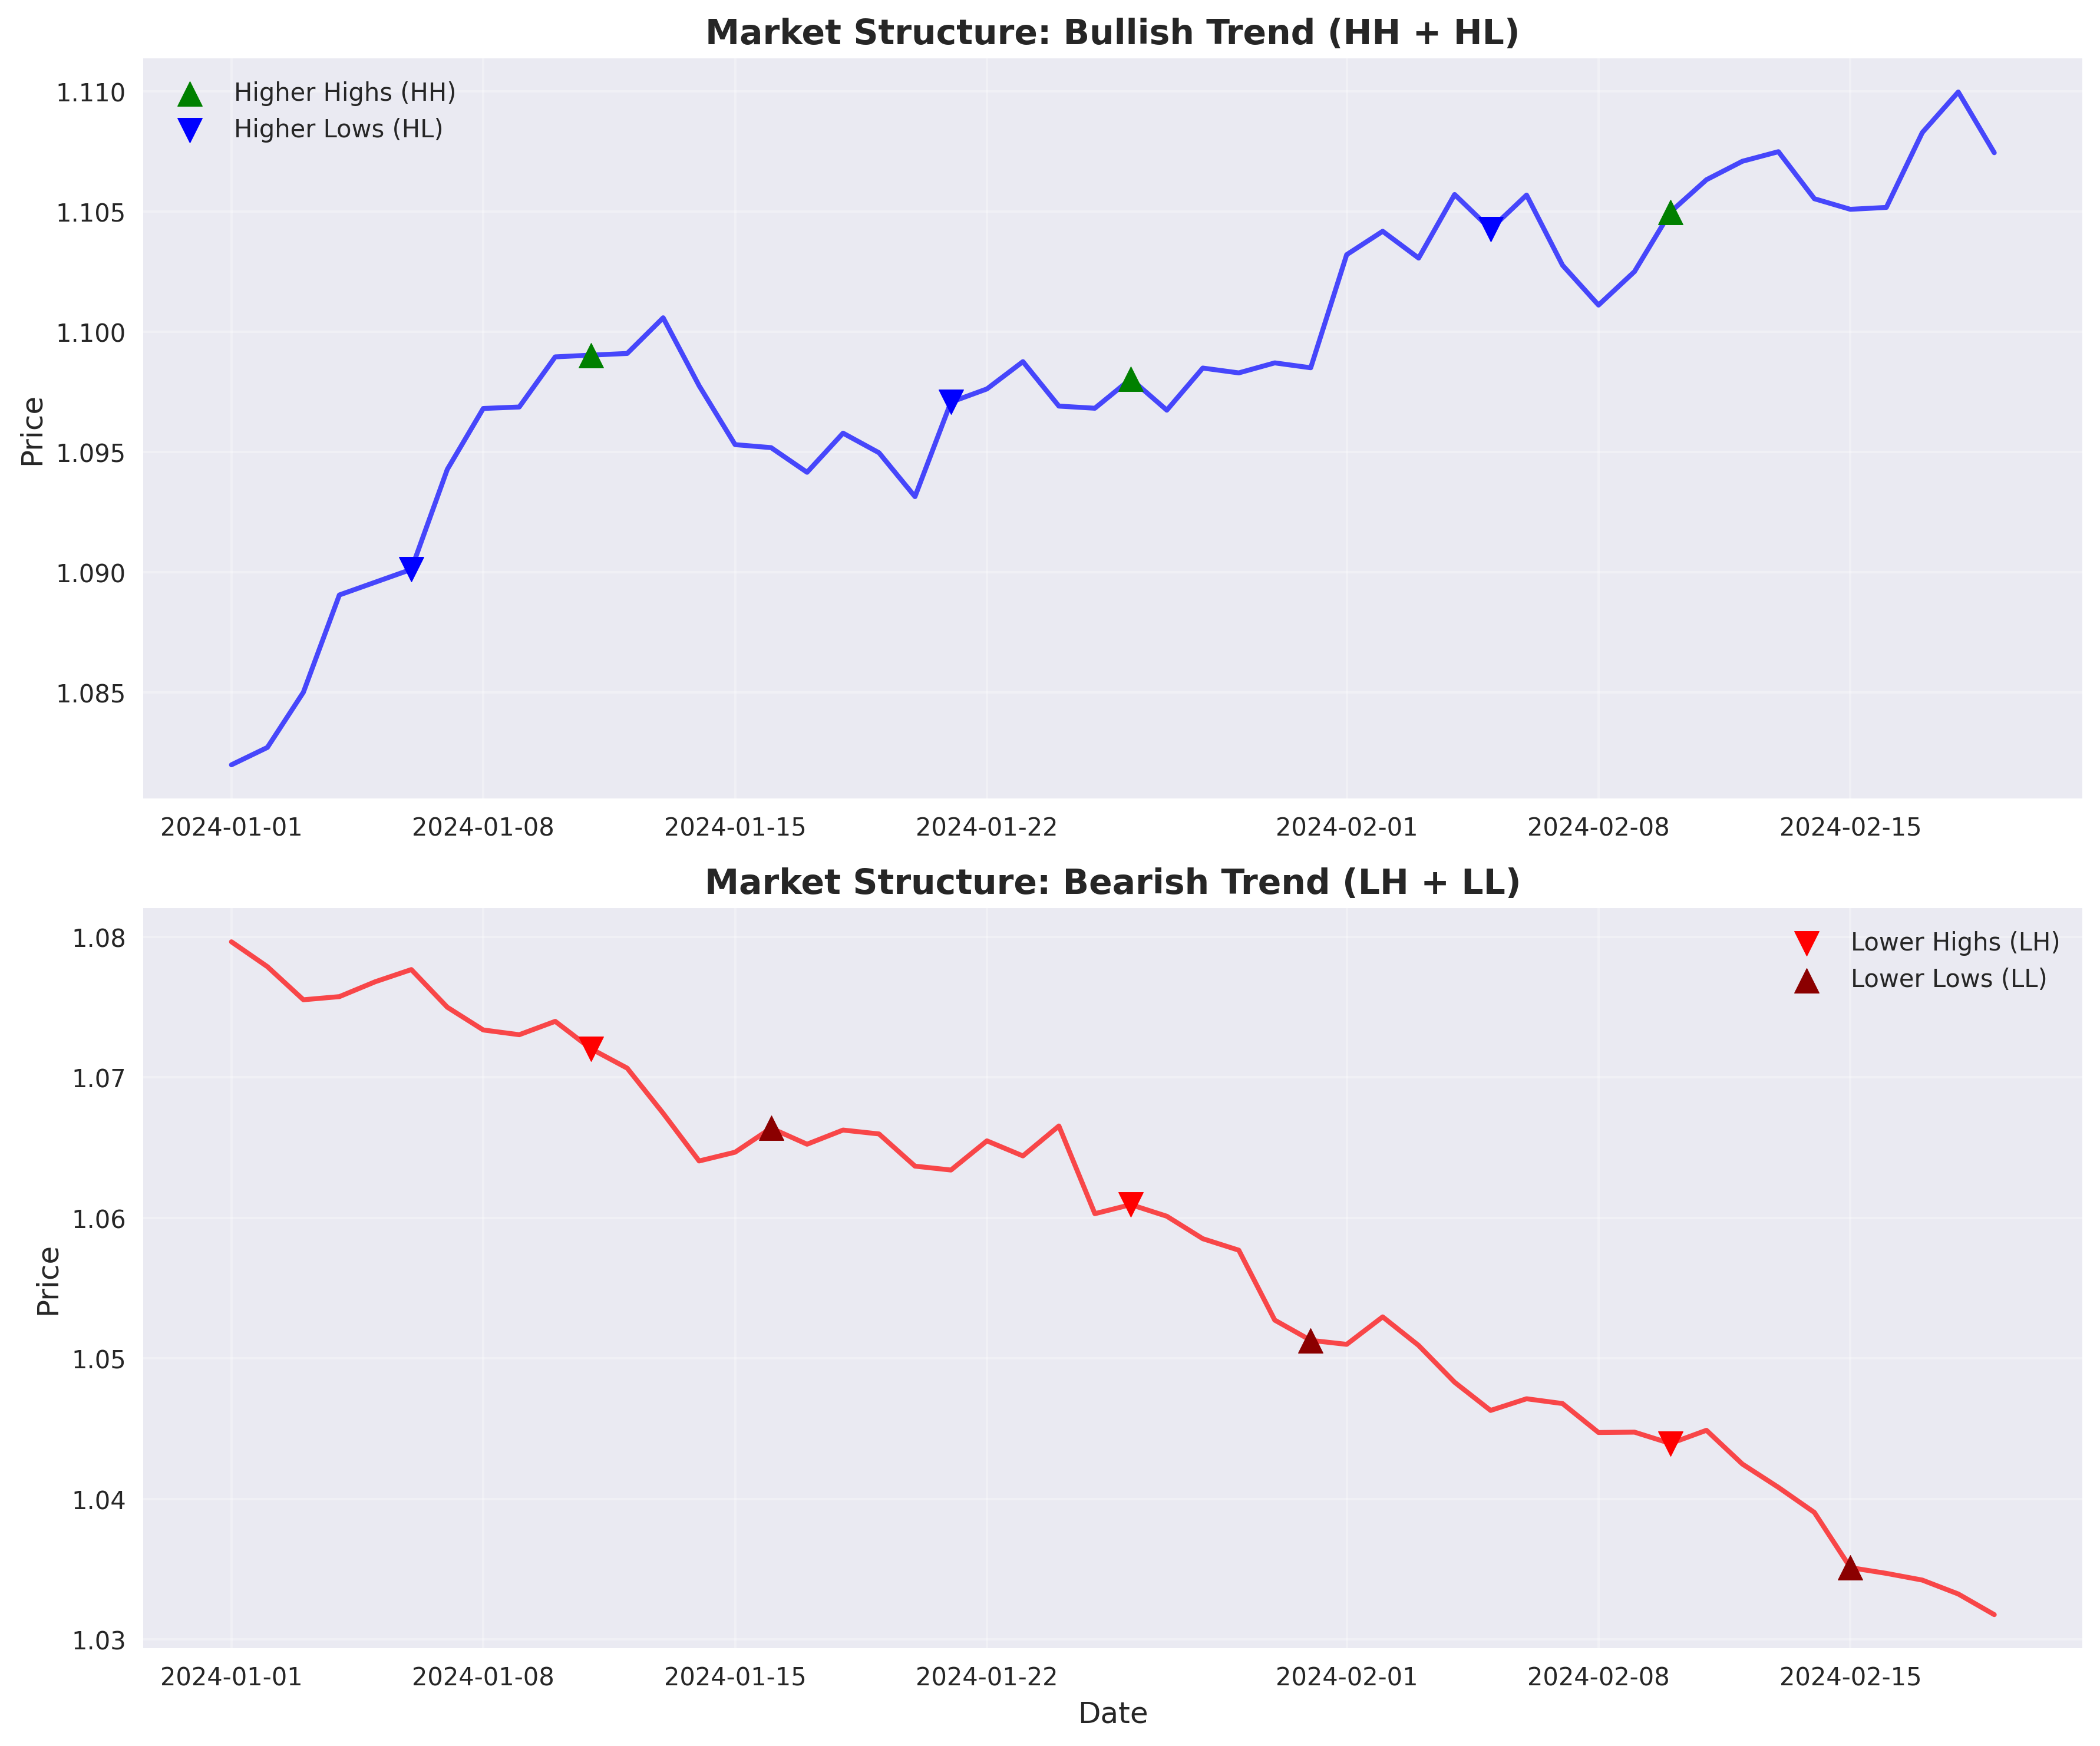 Market Structure: Bullish Trend (HH + HL)
Higher Highs (HH)
Higher Lows (HL)
Price
1.110
1.105
1.100
1.095
1.090
1.085
2024-01-01 2024-01-08 2024-01-15 2024-01-22 2024-02-01 2024-02-08 2024-02-15
Market Structure: Bearish Trend (LH + LL)
Lower Highs (LH)
Lower Lows (LL)
Price
1.08
1.07
1.06
1.05
1.04
1.03
2024-01-01 2024-01-08 2024-01-15 2024-01-22 2024-02-01 2024-02-08 2024-02-15
Date